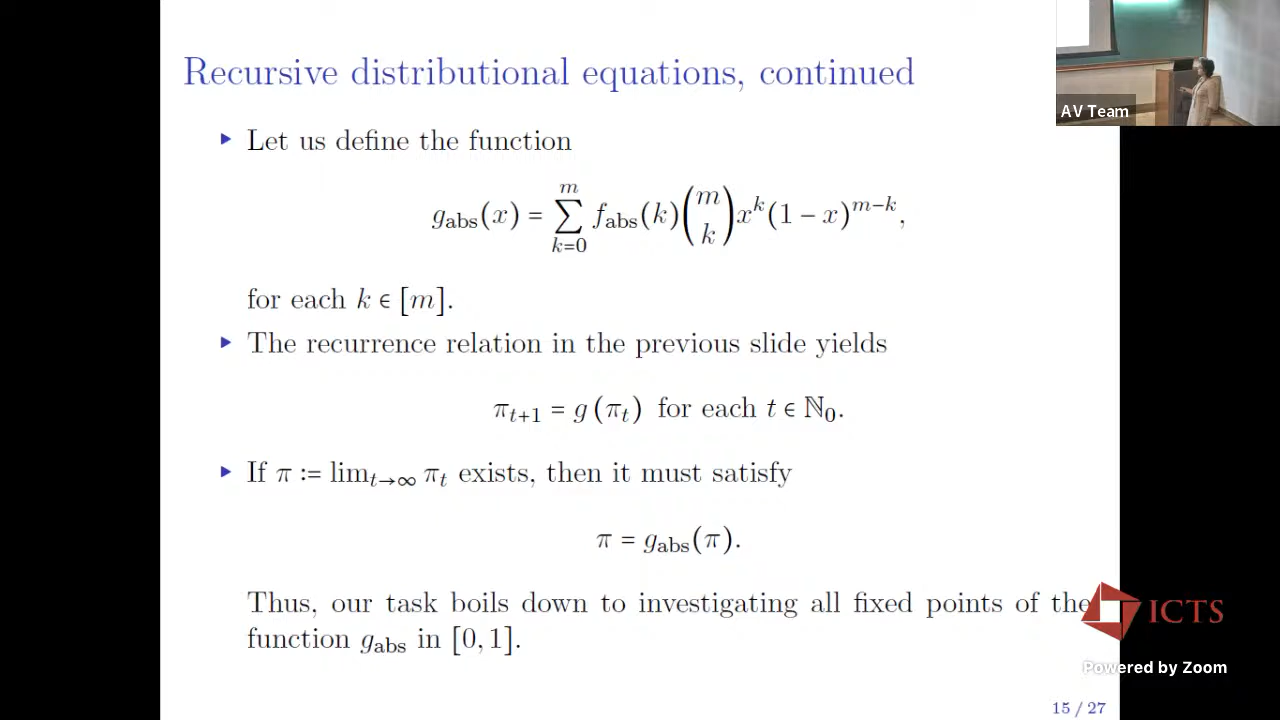 Recursive distributional equations, continued
AV Team
Let us define the function
g_abs(x) = ∑_{k=0}^{m} f_abs(k) \binom{m}{k} x^k (1 − x)^{m−k},
for each k ∈ [m].
The recurrence relation in the previous slide yields
π_{t+1} = g(π_t) for each t ∈ ℕ_0.
If π := lim_{t→∞} π_t exists, then it must satisfy
π = g_abs(π).
Thus, our task boils down to investigating all fixed points of the
function g_abs in [0, 1].
ICTS
Powered by Zoom
15 / 27